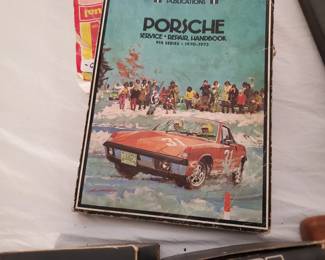 PUBLICATIONS
PORSCHE
SERVICE • REPAIR HANDBOOK
914 SERIES • 1970-1973